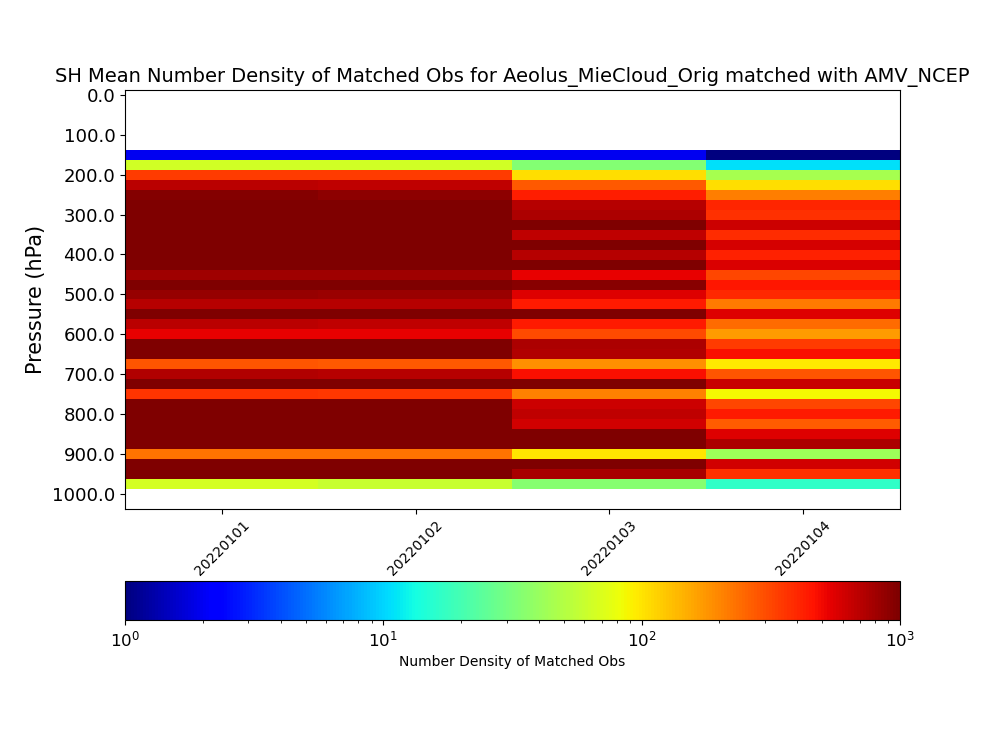 SH Mean Number Density of Matched Obs for Aeolus_MieCloud_Orig matched with AMV_NCEP
Pressure (hPa)
0.0
100.0
200.0
300.0
400.0
500.0
600.0
700.0
800.0
900.0
1000.0
20220101 20220102 20220103 20220104
10⁰ 10¹ 10² 10³
Number Density of Matched Obs